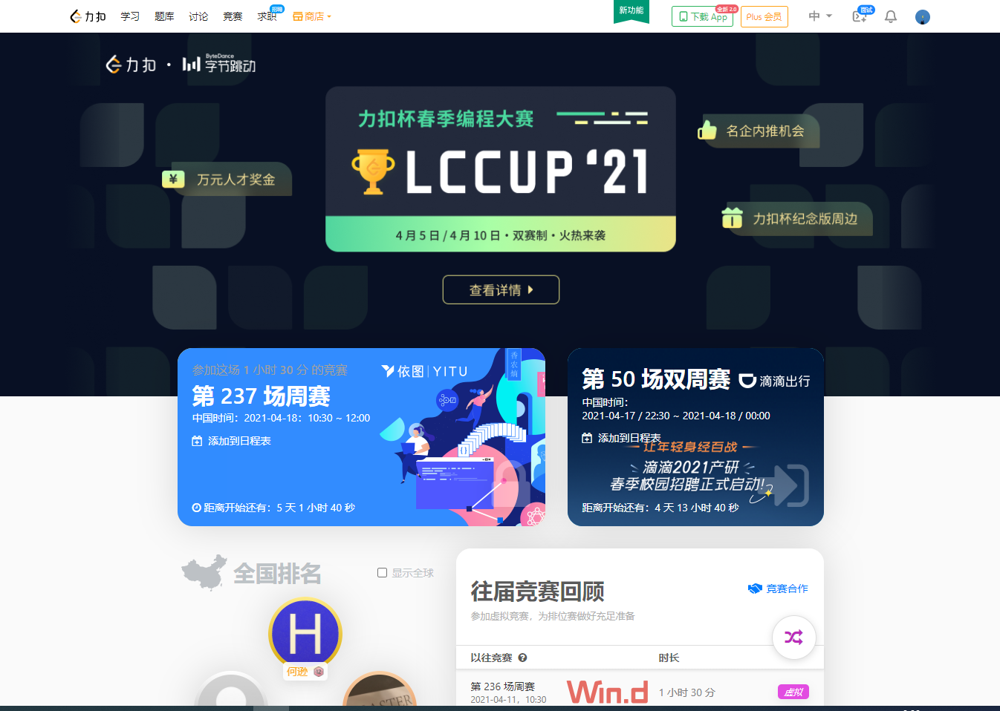 力扣 学习 题库 讨论 竞赛 求职 招聘 商店 新功能 下载 App 全新 2.0 Plus 会员 中 面试
力扣 · ByteDance 字节跳动
力扣杯春季编程大赛
LCCUP ‘21
4 月 5 日 / 4 月 10 日 · 双赛制 · 火热来袭
万元人才奖金
名企内推机会
力扣杯纪念版周边
查看详情
参加这场 1 小时 30 分 的竞赛
依图 | YITU
香农熵
第 237 场周赛
中国时间：2021-04-18：10:30 ~ 12:00
添加到日程表
距离开始还有：5 天 1 小时 40 秒
第 50 场双周赛 滴滴出行
中国时间：
2021-04-17 / 22:30 ~ 2021-04-18 / 00:00
添加到日程表
让年轻身经百战
滴滴2021产研
春季校园招聘正式启动!
距离开始还有：4 天 13 小时 40 秒
全国排名 显示全球
H
何逊 12
往届竞赛回顾 竞赛合作
参加虚拟竞赛，为排位赛做好充足准备
以往竞赛 时长
第 236 场周赛 Win.d 1 小时 30 分 虚拟
2021-04-11，10:30